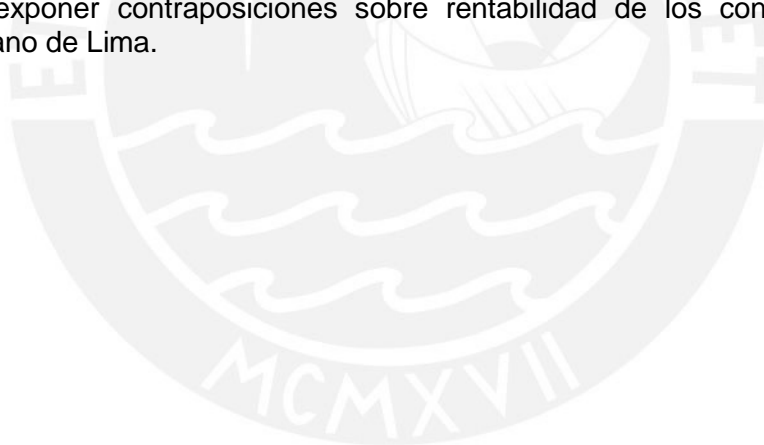 exponer contraposiciones sobre rentabilidad de los con
ano de Lima.
MCMXVII